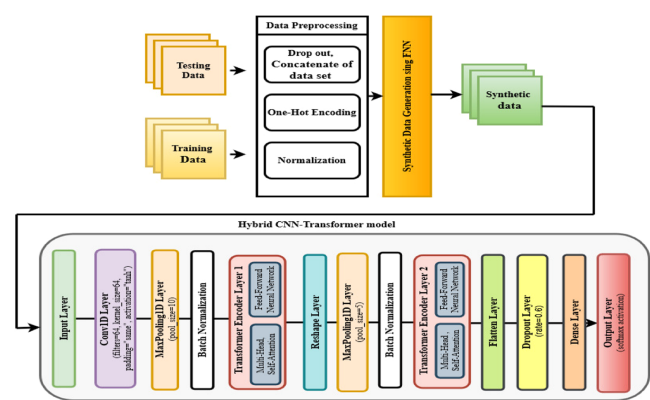 Data Preprocessing
Testing
Data
Drop out,
Concatenate of
data set
One-Hot Encoding
Training
Data
Normalization
Synthetic Data Generation sing FNN
Synthetic
data
Hybrid CNN-Transformer model
Input Layer
Conv1D Layer
(filters=64, kernel_size=64,
padding='same', activation='tanh')
MaxPooling1D Layer
(pool_size=10)
Batch Normalization
Transformer Encoder Layer 1
Feed-Forward
Neural Network
Multi-Head,
Self-Attention
Reshape Layer
MaxPooling1D Layer
(pool_size=5)
Batch Normalization
Transformer Encoder Layer 2
Feed-Forward
Neural Network
Multi-Head,
Self-Attention
Flatten Layer
Dropout Layer
(rate=0.6)
Dense Layer
Output Layer
(softmax activation)